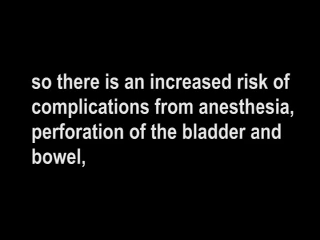 so there is an increased risk of
complications from anesthesia,
perforation of the bladder and
bowel,